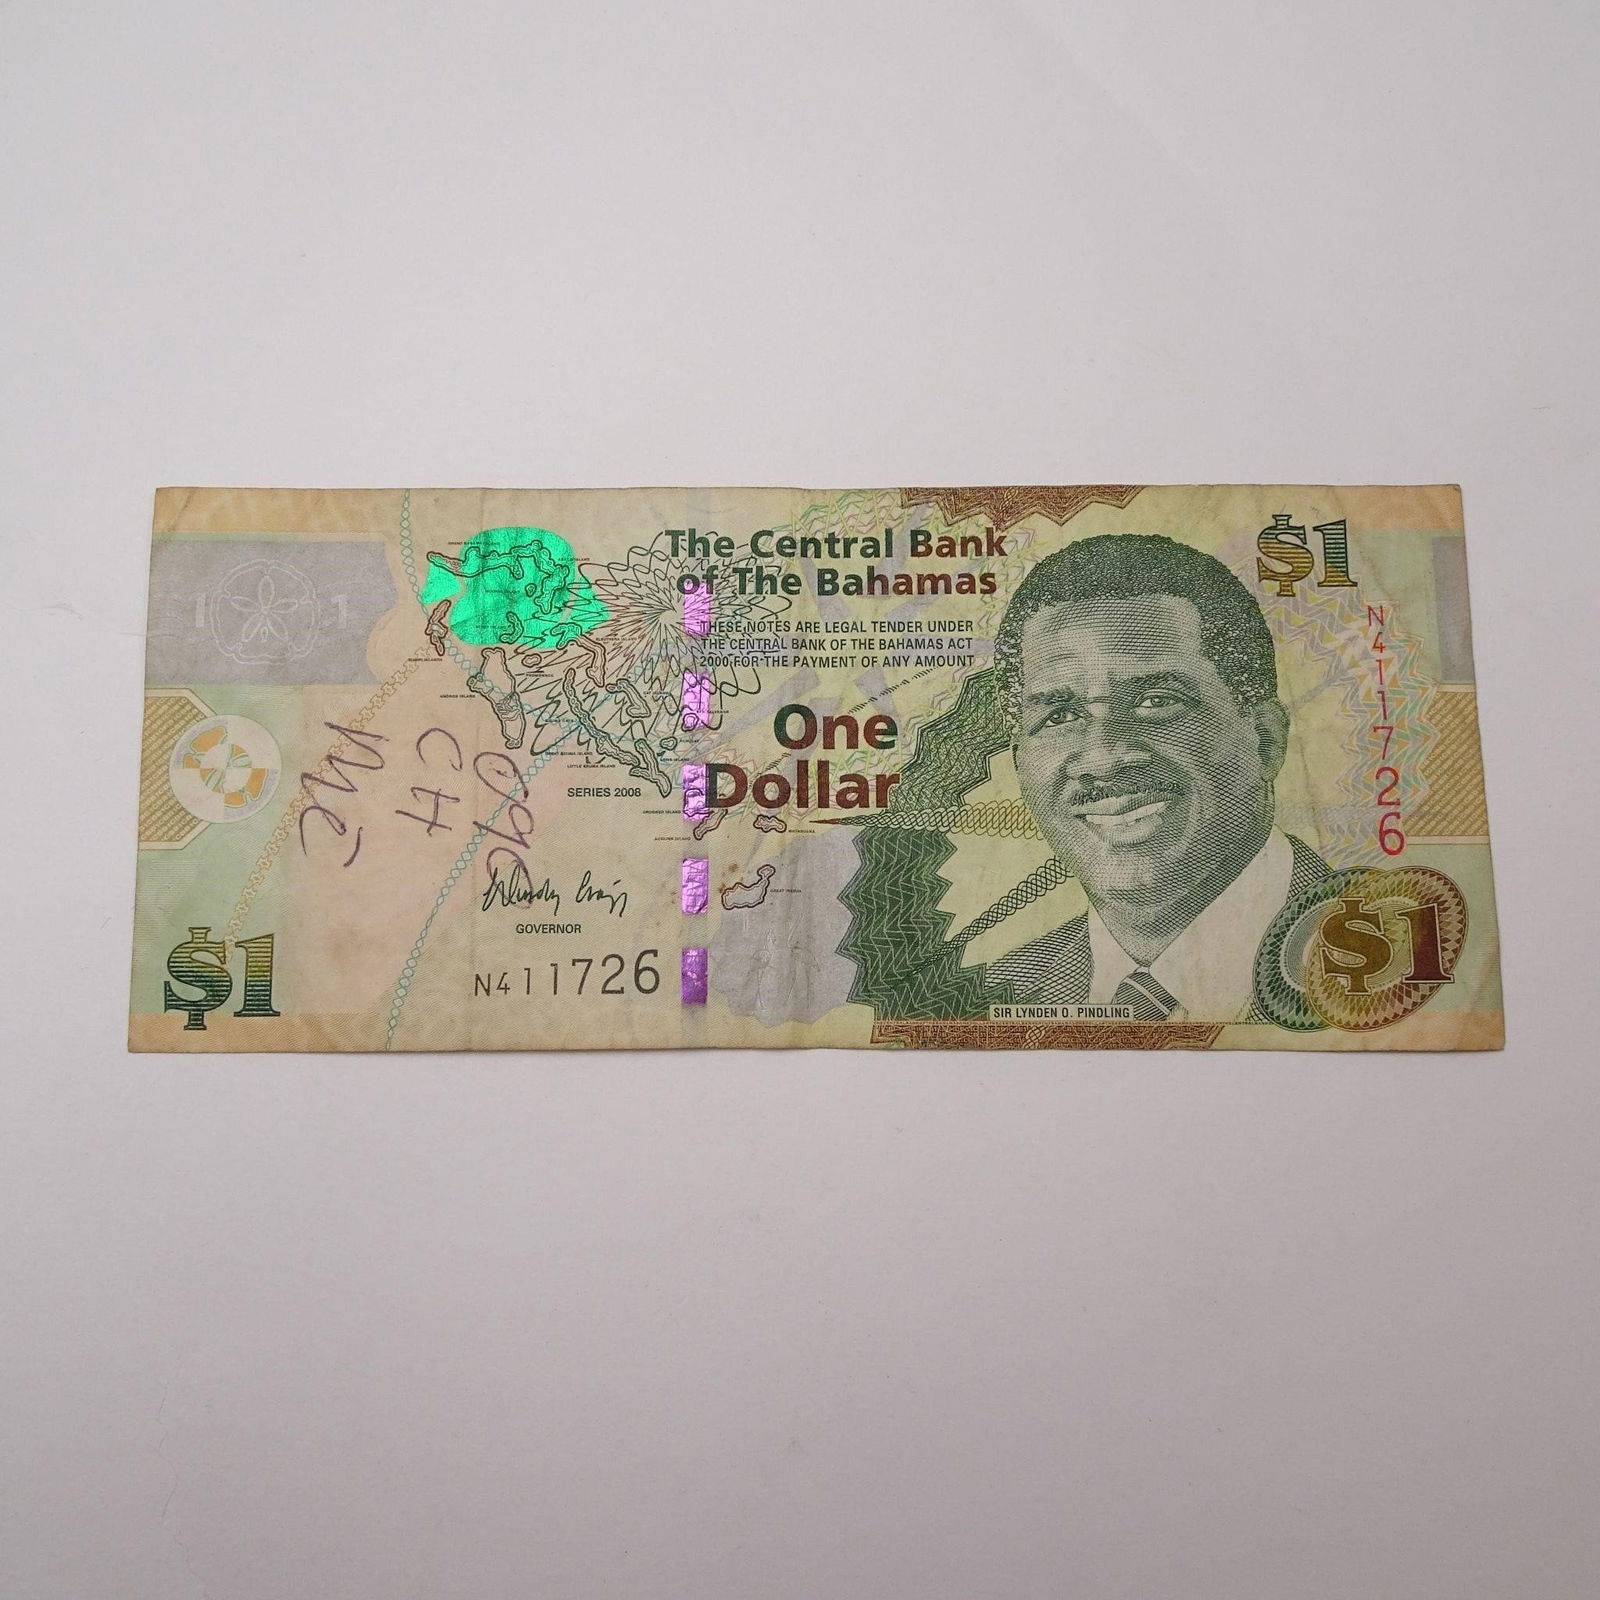 The Central Bank
of The Bahamas
THESE NOTES ARE LEGAL TENDER UNDER
THE CENTRAL BANK OF THE BAHAMAS ACT
2000 FOR THE PAYMENT OF ANY AMOUNT
One
Dollar
$1
N411726
1 1
SERIES 2008
GOVERNOR
N411726
$1
SIR LYNDEN O. PINDLING
$1